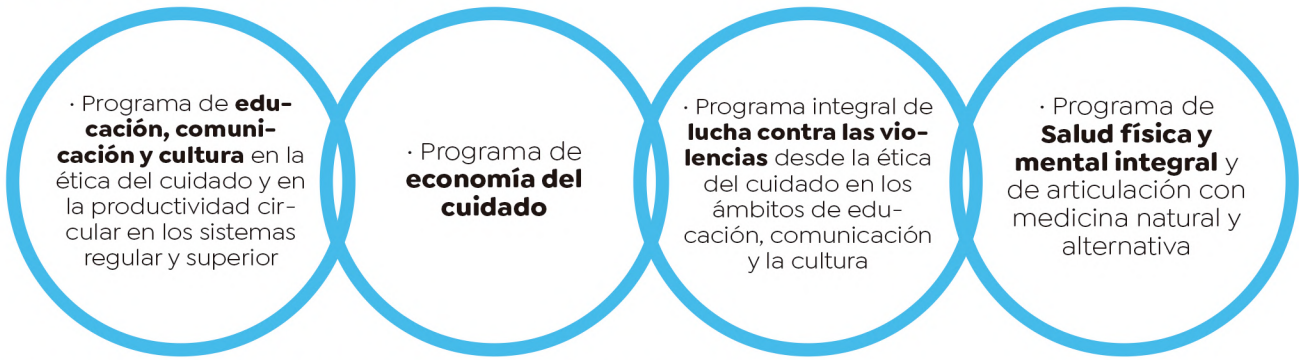 · Programa de edu-
cación, comuni-
cación y cultura en la
ética del cuidado y en
la productividad cir-
cular en los sistemas
regular y superior
· Programa de
economía del
cuidado
· Programa integral de
lucha contra las vio-
lencias desde la ética
del cuidado en los
ámbitos de edu-
cación, comunicación
y la cultura
· Programa de
Salud física y
mental integral y
de articulación con
medicina natural y
alternativa